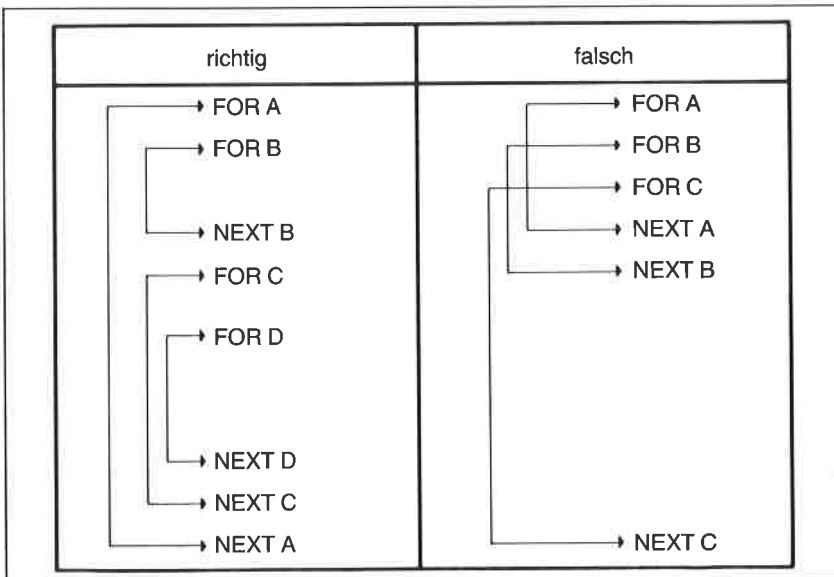 richtig
FOR A
FOR B
NEXT B
FOR C
FOR D
NEXT D
NEXT C
NEXT A
falsch
FOR A
FOR B
FOR C
NEXT A
NEXT B
NEXT C